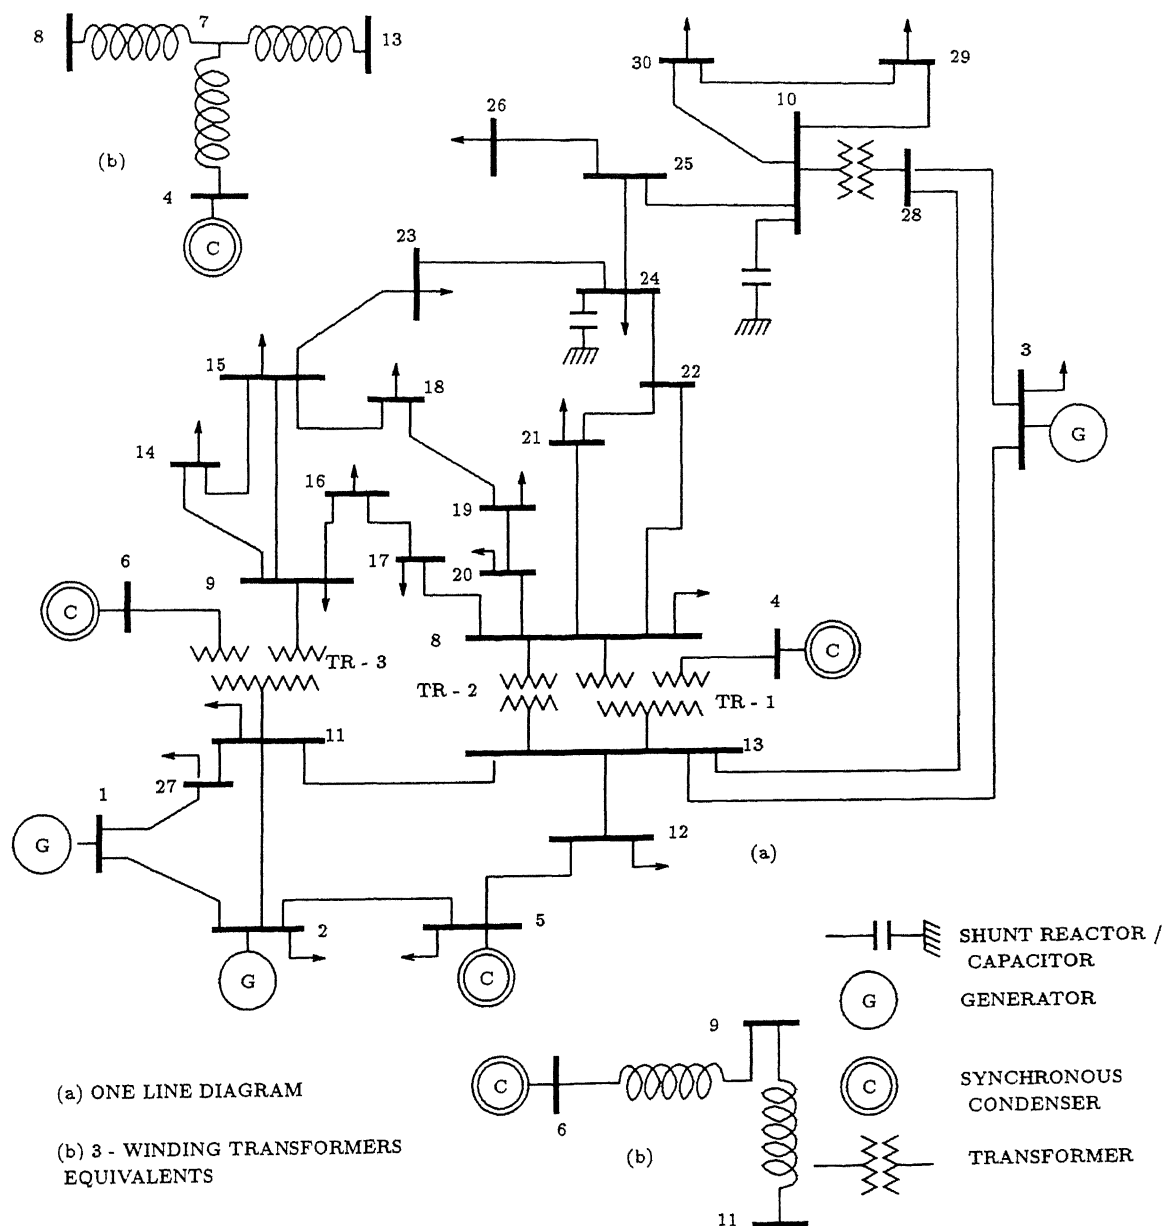 8
7
13
(b)
4
C
30
29
10
26
25
28
23
24
3
15
18
22
G
14
21
16
19
6
9
17
20
4
C
8
C
TR - 3
TR - 2
TR - 1
11
13
27
1
12
G
(a)
2
5
G
C
SHUNT REACTOR /
CAPACITOR
G
GENERATOR
9
C
6
C
SYNCHRONOUS
CONDENSER
(a) ONE LINE DIAGRAM
(b) 3 - WINDING TRANSFORMERS
EQUIVALENTS
(b)
TRANSFORMER
11